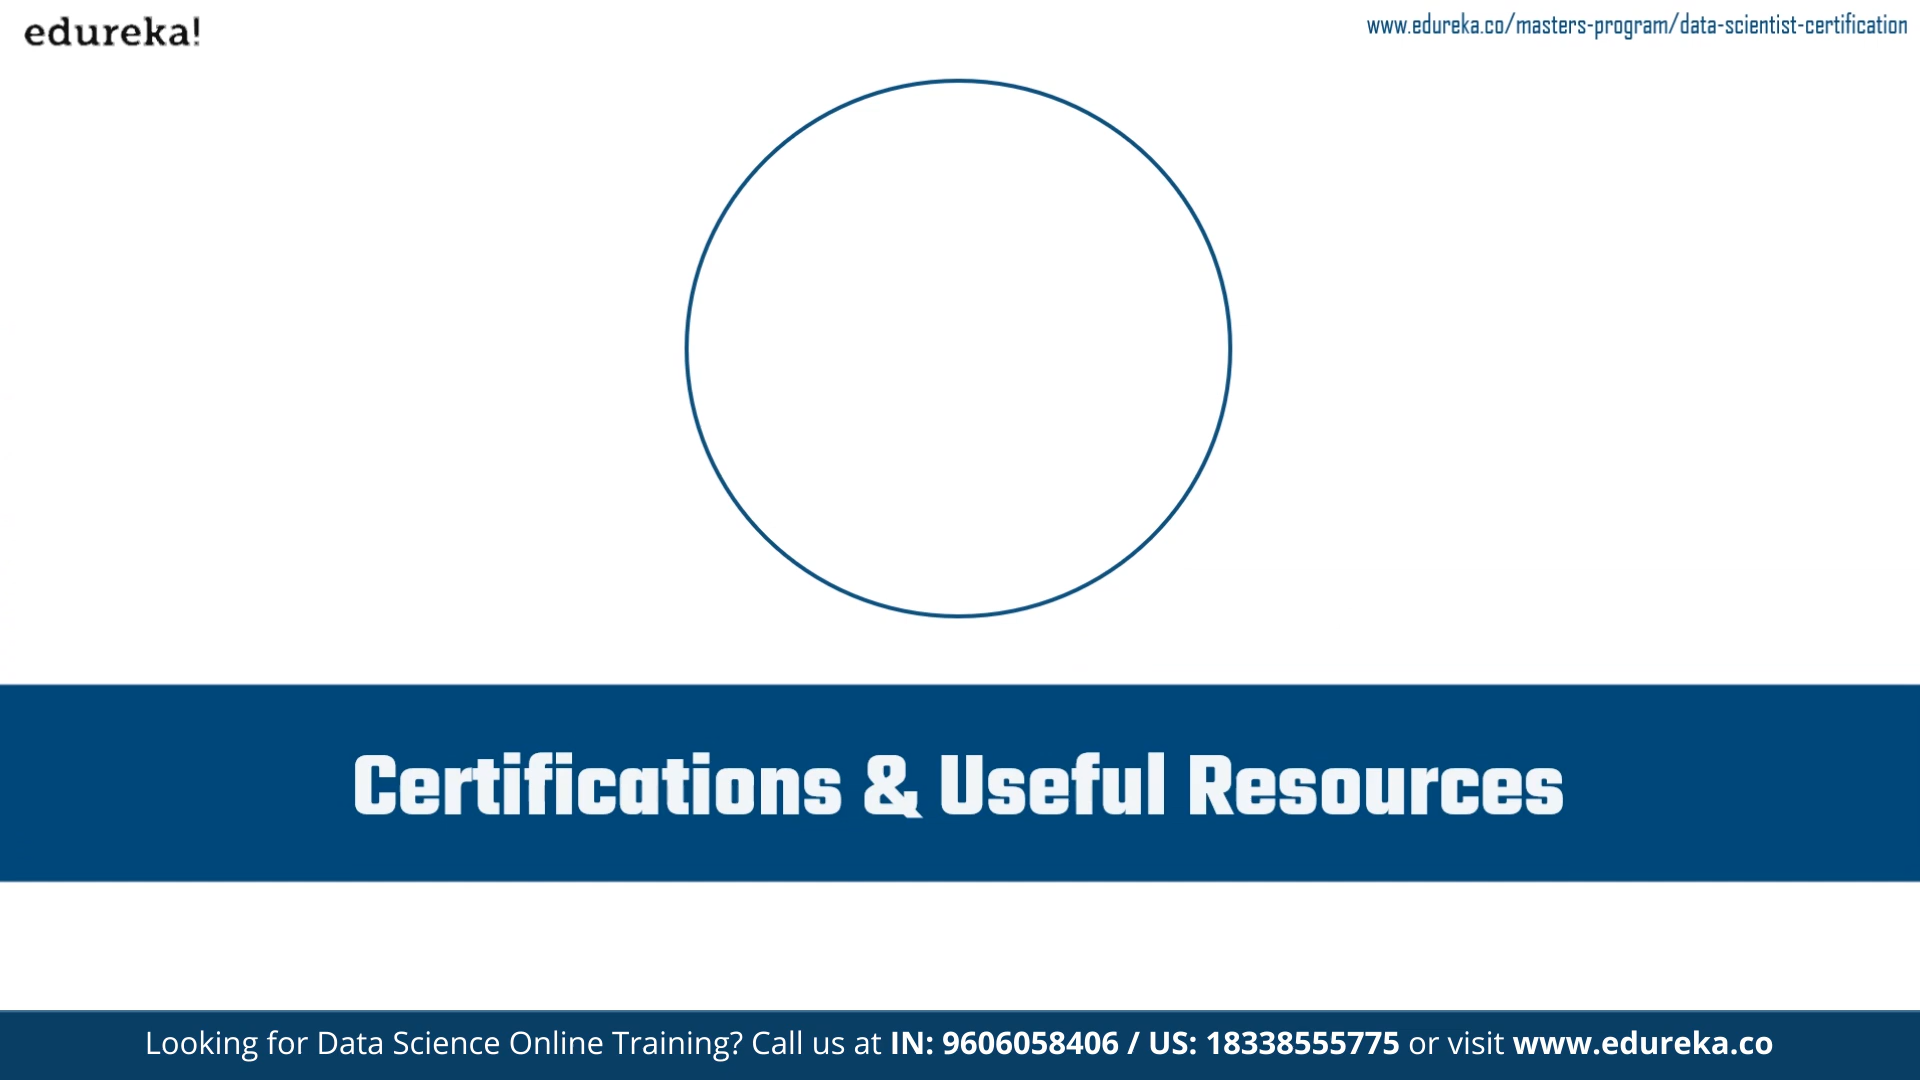 edureka!
www.edureka.co/masters-program/data-scientist-certification
Certifications & Useful Resources
Looking for Data Science Online Training? Call us at IN: 9606058406 / US: 18338555775 or visit www.edureka.co